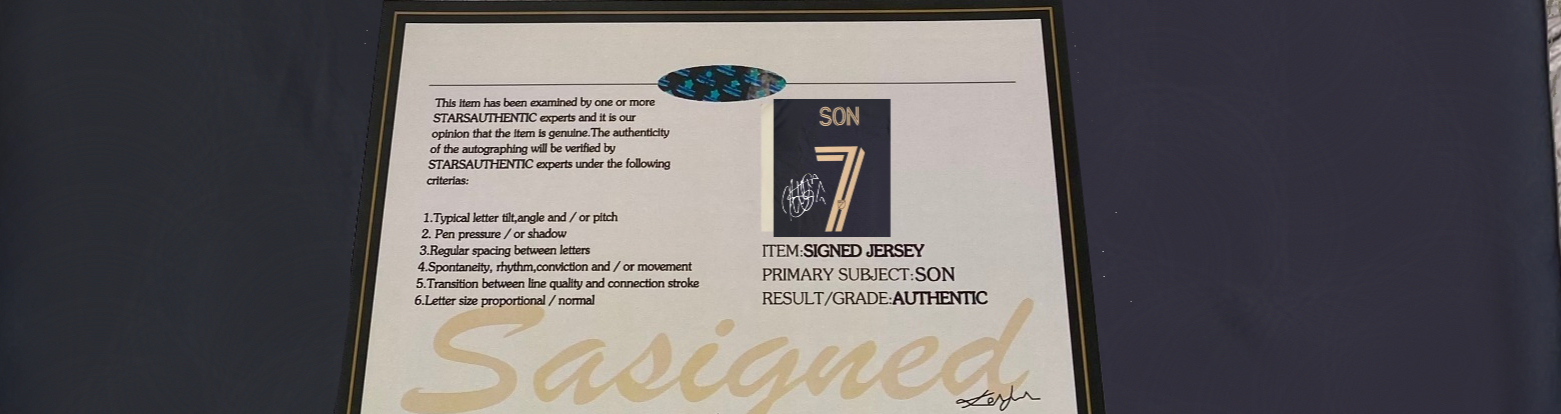 This item has been examined by one or more
STARSAUTHENTIC experts and it is our
opinion that the item is genuine.The authenticity
of the autographing will be verified by
STARSAUTHENTIC experts under the following
criterias:
1.Typical letter tilt,angle and / or pitch
2. Pen pressure / or shadow
3.Regular spacing between letters
4.Spontaneity, rhythm,conviction and / or movement
5.Transition between line quality and connection stroke
6.Letter size proportional / normal
SON
7
ITEM:SIGNED JERSEY
PRIMARY SUBJECT:SON
RESULT/GRADE:AUTHENTIC
Sasigned